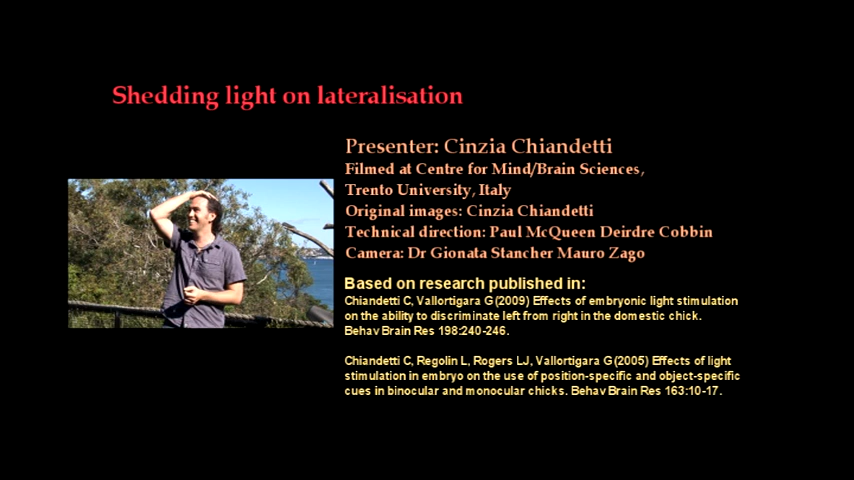 Shedding light on lateralisation
Presenter: Cinzia Chiandetti
Filmed at Centre for Mind/Brain Sciences,
Trento University, Italy
Original images: Cinzia Chiandetti
Technical direction: Paul McQueen Deirdre Cobbin
Camera: Dr Gionata Stancher Mauro Zago
Based on research published in:
Chiandetti C, Vallortigara G (2009) Effects of embryonic light stimulation
on the ability to discriminate left from right in the domestic chick.
Behav Brain Res 198:240-246.
Chiandetti C, Regolin L, Rogers LJ, Vallortigara G (2005) Effects of light
stimulation in embryo on the use of position-specific and object-specific
cues in binocular and monocular chicks. Behav Brain Res 163:10-17.